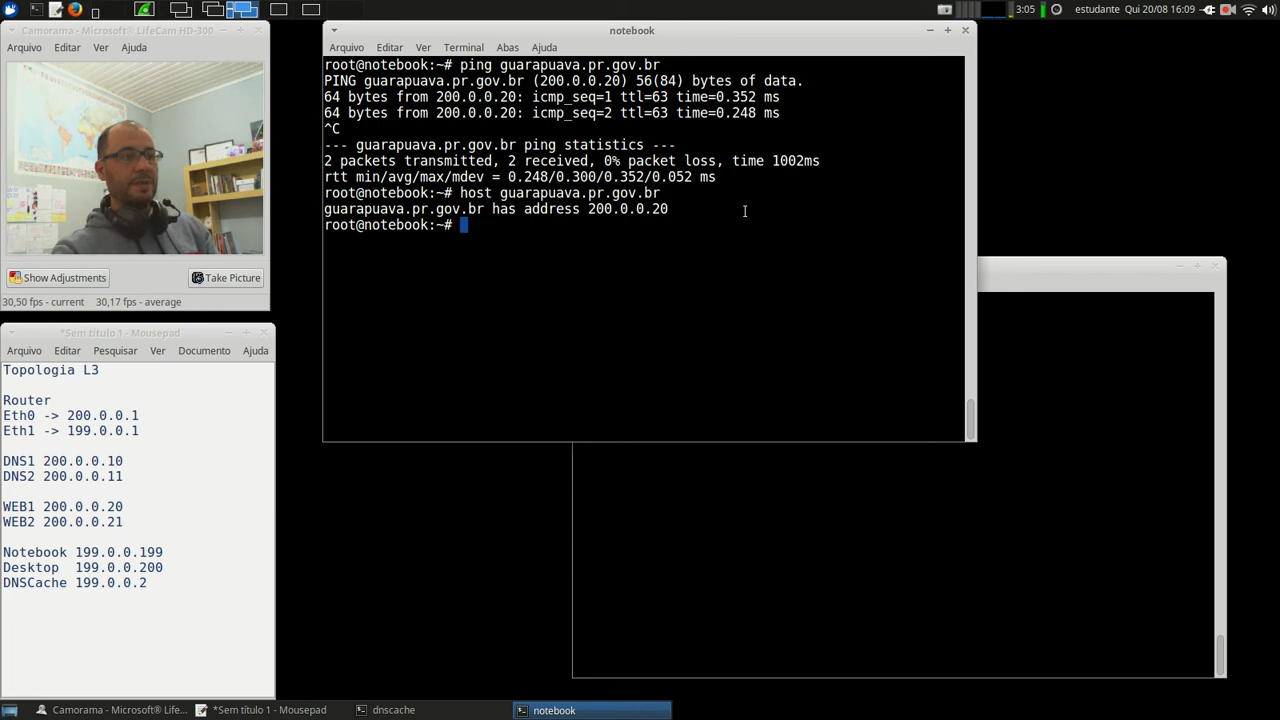 3:05
estudante Qui 20/08 16:09
Camorama - Microsoft® LifeCam HD-300
Arquivo Editar Ver Ajuda
Show Adjustments
Take Picture
30,50 fps - current 30,17 fps - average
*Sem título 1 - Mousepad
Arquivo Editar Pesquisar Ver Documento Ajuda
Topologia L3
Router
Eth0 -> 200.0.0.1
Eth1 -> 199.0.0.1
DNS1 200.0.0.10
DNS2 200.0.0.11
WEB1 200.0.0.20
WEB2 200.0.0.21
Notebook 199.0.0.199
Desktop  199.0.0.200
DNSCache 199.0.0.2
notebook
Arquivo Editar Ver Terminal Abas Ajuda
root@notebook:~# ping guarapuava.pr.gov.br
PING guarapuava.pr.gov.br (200.0.0.20) 56(84) bytes of data.
64 bytes from 200.0.0.20: icmp_seq=1 ttl=63 time=0.352 ms
64 bytes from 200.0.0.20: icmp_seq=2 ttl=63 time=0.248 ms
^C
--- guarapuava.pr.gov.br ping statistics ---
2 packets transmitted, 2 received, 0% packet loss, time 1002ms
rtt min/avg/max/mdev = 0.248/0.300/0.352/0.052 ms
root@notebook:~# host guarapuava.pr.gov.br
guarapuava.pr.gov.br has address 200.0.0.20
root@notebook:~#
Camorama - Microsoft® Life...
*Sem título 1 - Mousepad
dnscache
notebook